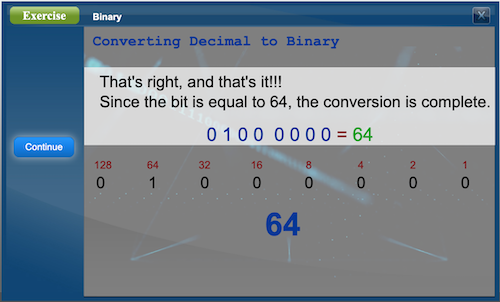 Exercise Binary X
Converting Decimal to Binary
That's right, and that's it!!!
Since the bit is equal to 64, the conversion is complete.
0 1 0 0 0 0 0 0 = 64
Continue
128 64 32 16 8 4 2 1
0 1 0 0 0 0 0 0
64